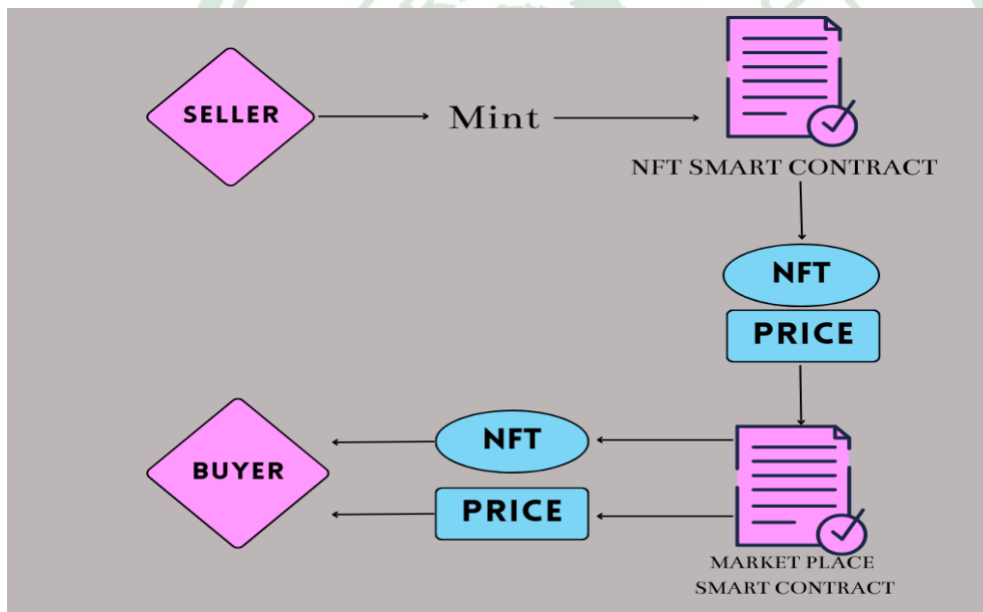 SELLER
Mint
NFT SMART CONTRACT
NFT
PRICE
BUYER
NFT
PRICE
MARKET PLACE
SMART CONTRACT